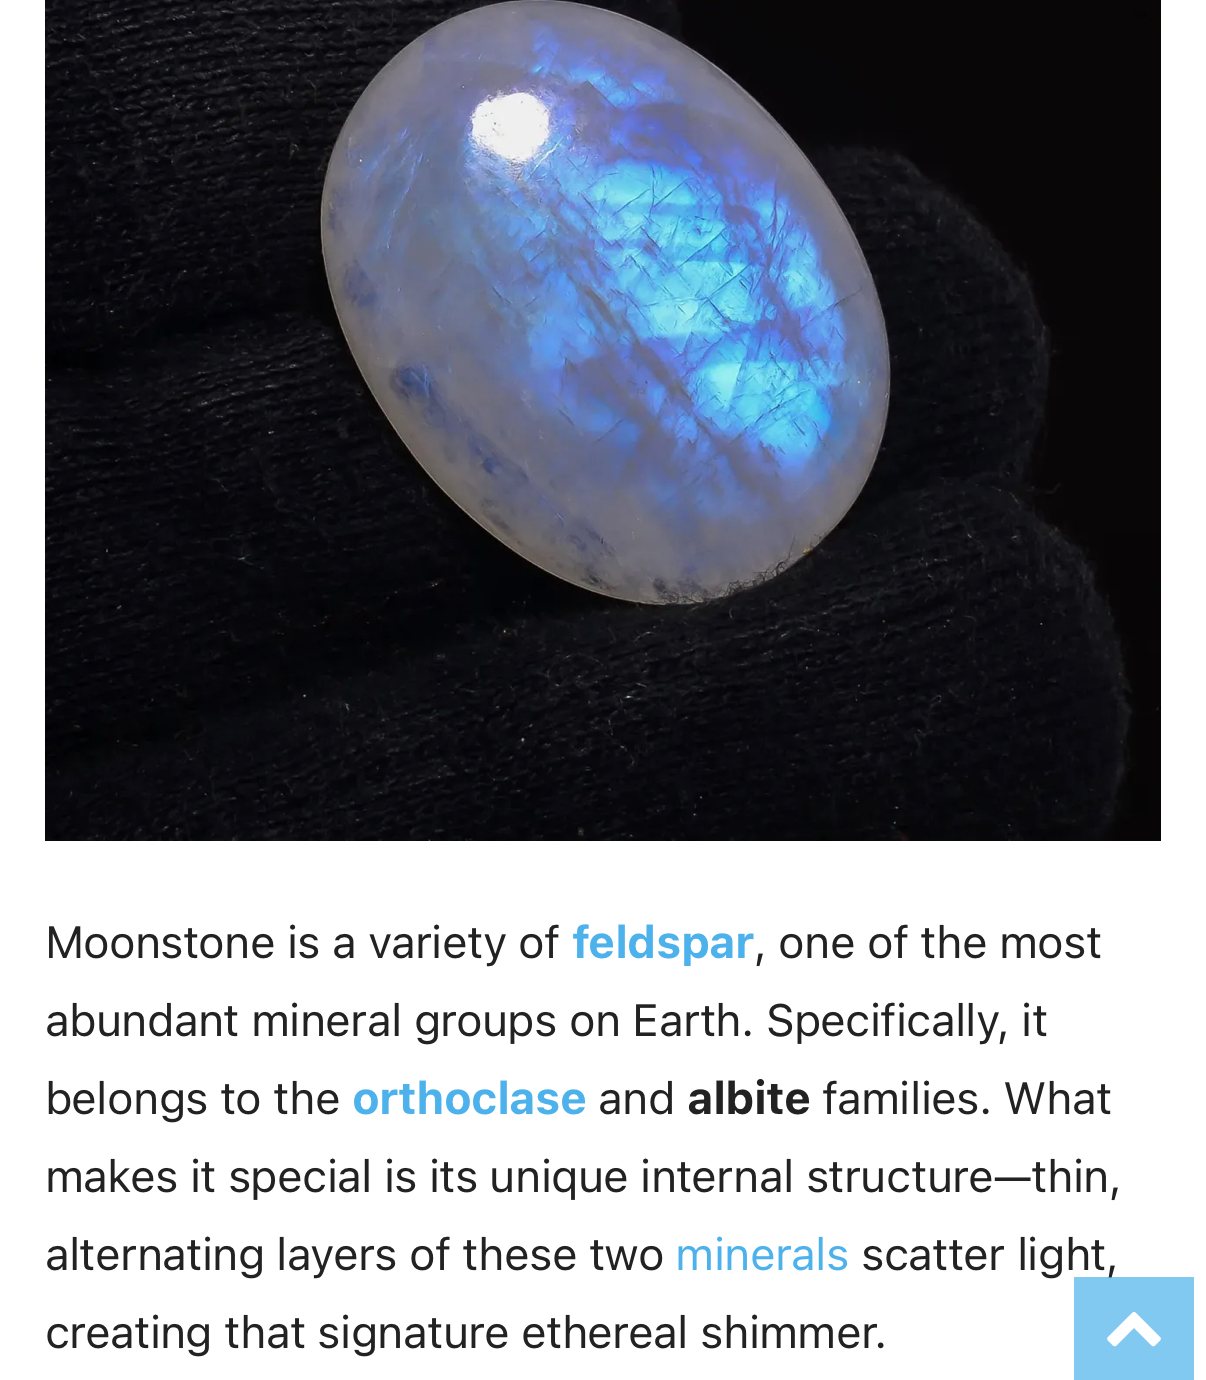 Moonstone is a variety of feldspar, one of the most
abundant mineral groups on Earth. Specifically, it
belongs to the orthoclase and albite families. What
makes it special is its unique internal structure—thin,
alternating layers of these two minerals scatter light,
creating that signature ethereal shimmer.